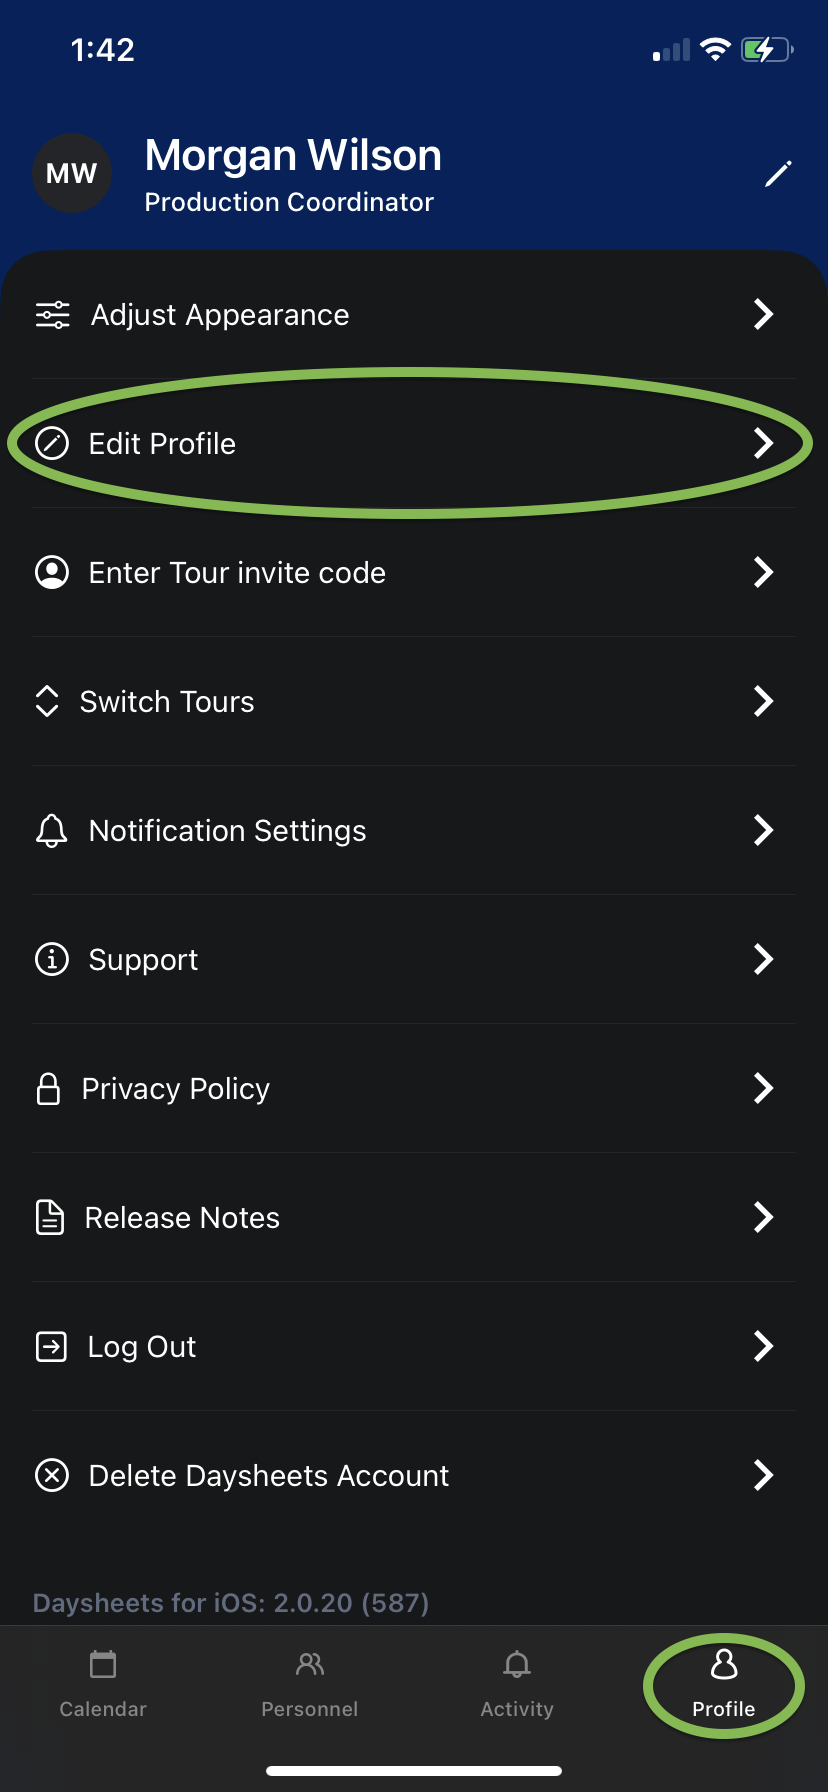 1:42
MW
Morgan Wilson
Production Coordinator
Adjust Appearance
Edit Profile
Enter Tour invite code
Switch Tours
Notification Settings
Support
Privacy Policy
Release Notes
Log Out
Delete Daysheets Account
Daysheets for iOS: 2.0.20 (587)
Calendar Personnel Activity Profile